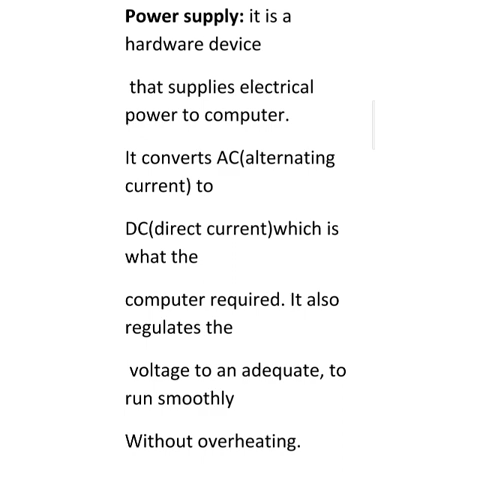 Power supply: it is a
hardware device
that supplies electrical
power to computer.
It converts AC(alternating
current) to
DC(direct current)which is
what the
computer required. It also
regulates the
voltage to an adequate, to
run smoothly
Without overheating.